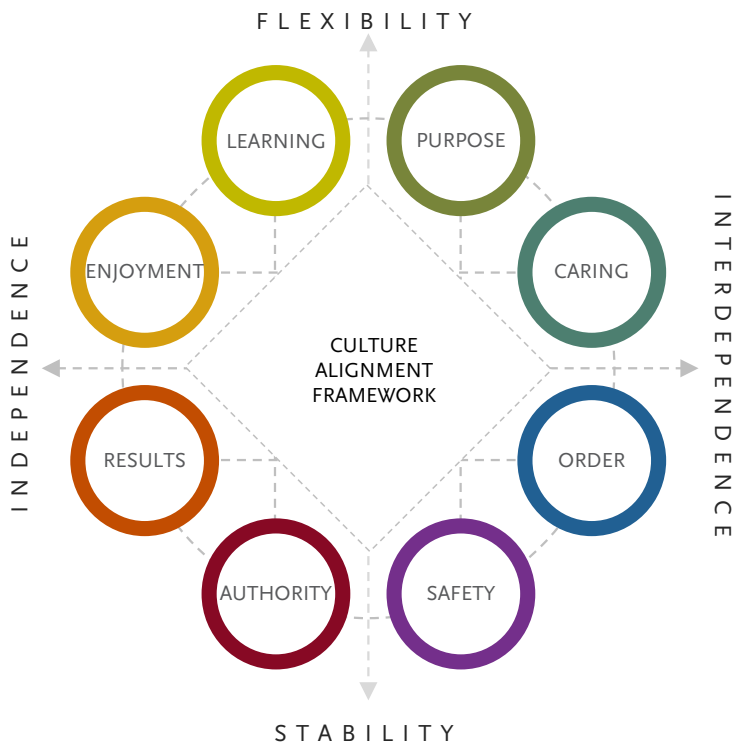 FLEXIBILITY
LEARNING
PURPOSE
ENJOYMENT
CARING
INDEPENDENCE
INTERDEPENDENCE
CULTURE
ALIGNMENT
FRAMEWORK
RESULTS
ORDER
AUTHORITY
SAFETY
STABILITY